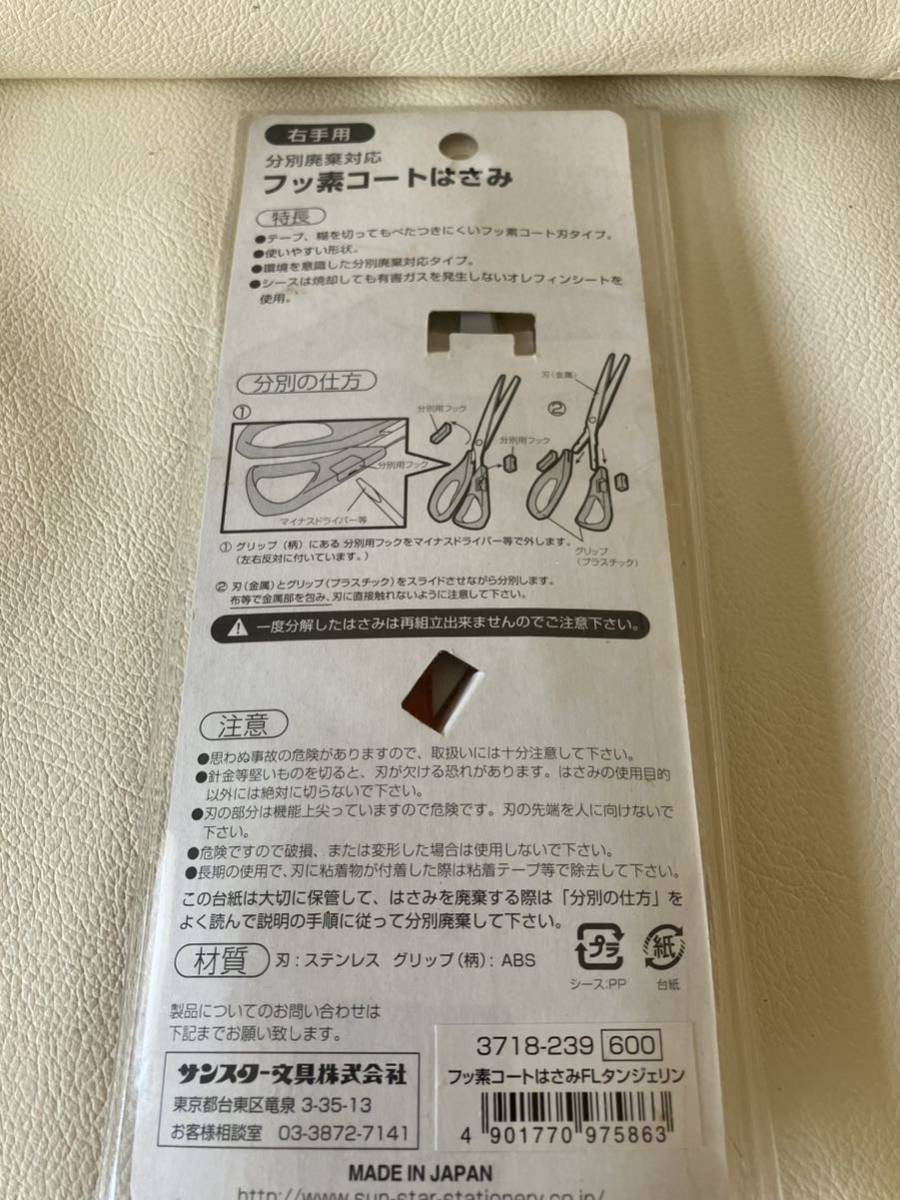 右手用
分別廃棄対応
フッ素コートはさみ
特長
●テープ、糊を切ってもべたつきにくいフッ素コート刃タイプ。
●使いやすい形状。
●環境を意識した分別廃棄対応タイプ。
●シースは焼却しても有害ガスを発生しないオレフィンシートを
使用。
分別の仕方
①
分別用フック
マイナスドライバー等
分別用フック
分別用フック
②
刃(金属)
グリップ
(プラスチック)
① グリップ(柄)にある 分別用フックをマイナスドライバー等で外します。
(左右反対に付いています。)
② 刃(金属)とグリップ(プラスチック)をスライドさせながら分別します。
布等で金属部を包み、刃に直接触れないように注意して下さい。
一度分解したはさみは再組立出来ませんのでご注意下さい。
注意
●思わぬ事故の危険がありますので、取扱いには十分注意して下さい。
●針金等堅いものを切ると、刃が欠ける恐れがあります。はさみの使用目的
以外には絶対に切らないで下さい。
●刃の部分は機能上尖っていますので危険です。刃の先端を人に向けないで
下さい。
●危険ですので破損、または変形した場合は使用しないで下さい。
●長期の使用で、刃に粘着物が付着した際は粘着テープ等で除去して下さい。
この台紙は大切に保管して、はさみを廃棄する際は「分別の仕方」を
よく読んで説明の手順に従って分別廃棄して下さい。
材質 刃:ステンレス グリップ(柄):ABS
プラ
シース:PP
紙
台紙
製品についてのお問い合わせは
下記までお願い致します。
サンスター文具株式会社
東京都台東区竜泉 3-35-13
お客様相談室 03-3872-7141
3718-239 600
フッ素コートはさみFLタンジェリン
4 901770 975863
MADE IN JAPAN
http://www.sun-star-stationery.co.jp/